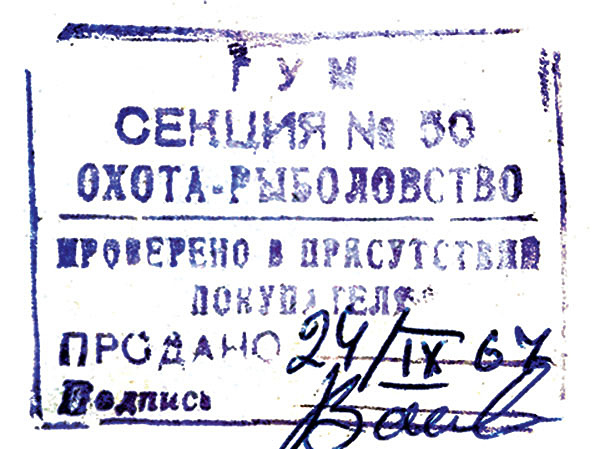 ГУМ
СЕКЦИЯ № 50
ОХОТА-РЫБОЛОВСТВО
ПРОВЕРЕНО В ПРИСУТСТВИИ
ПОКУПАТЕЛЯ
ПРОДАНО 24/IX 67
Подпись